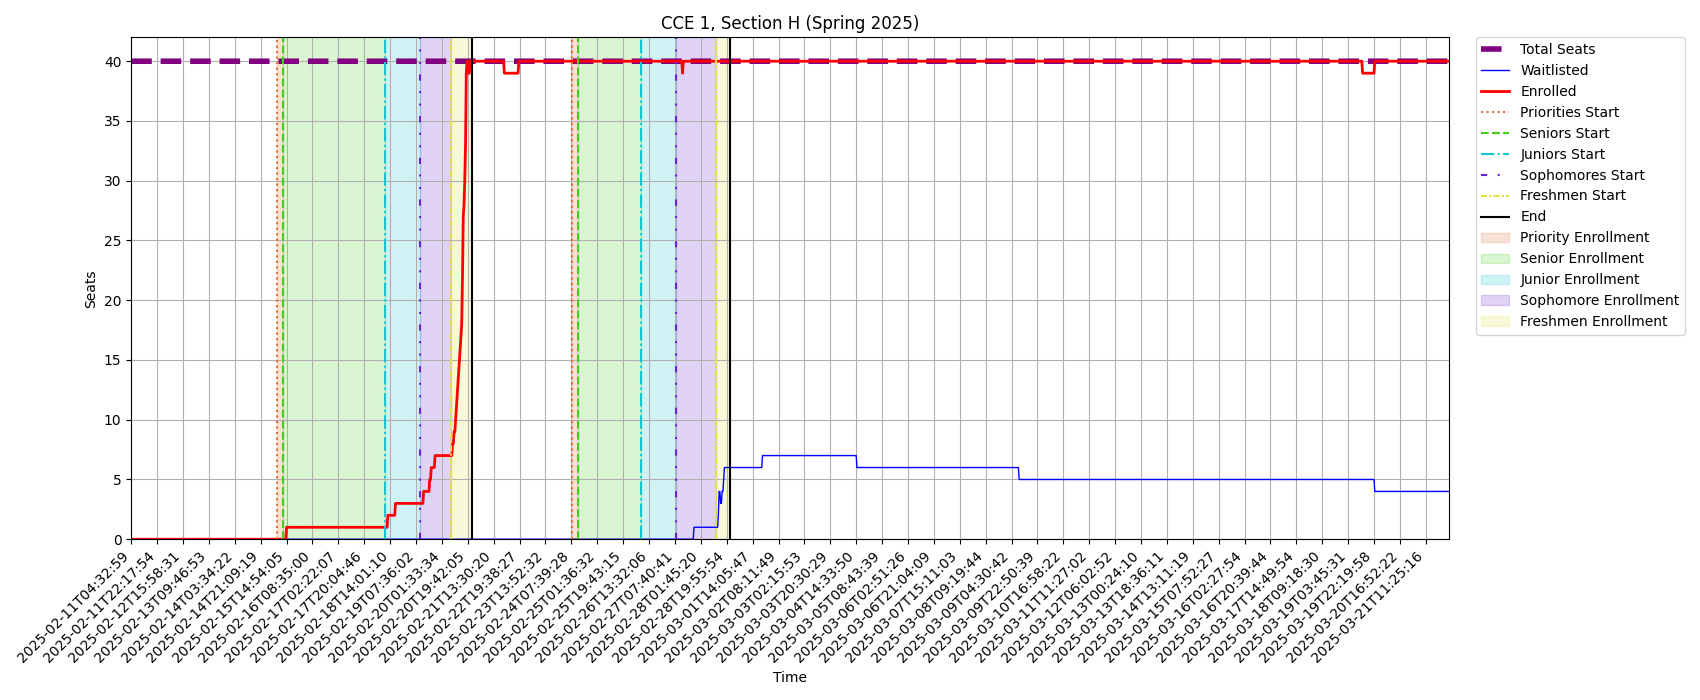 CCE 1, Section H (Spring 2025)
Total Seats
Waitlisted
Enrolled
Priorities Start
Seniors Start
Juniors Start
Sophomores Start
Freshmen Start
End
Priority Enrollment
Senior Enrollment
Junior Enrollment
Sophomore Enrollment
Freshmen Enrollment
Seats
40
35
30
25
20
15
10
5
0
2025-02-11T04:32:59
2025-02-11T22:17:54
2025-02-12T15:58:31
2025-02-13T09:46:53
2025-02-14T03:34:22
2025-02-14T21:09:19
2025-02-15T14:54:05
2025-02-16T08:35:00
2025-02-17T02:22:07
2025-02-17T20:04:46
2025-02-18T14:01:10
2025-02-19T07:36:02
2025-02-20T01:33:34
2025-02-20T19:42:05
2025-02-21T13:30:20
2025-02-22T19:38:27
2025-02-23T13:52:32
2025-02-24T07:39:28
2025-02-25T01:36:32
2025-02-25T19:43:15
2025-02-26T13:32:06
2025-02-27T07:40:41
2025-02-28T01:45:20
2025-02-28T19:55:54
2025-03-01T14:05:47
2025-03-02T08:11:49
2025-03-03T02:15:53
2025-03-03T20:30:29
2025-03-04T14:33:50
2025-03-05T08:43:39
2025-03-06T02:51:26
2025-03-06T21:04:09
2025-03-07T15:11:03
2025-03-08T09:19:44
2025-03-09T04:30:42
2025-03-09T22:50:39
2025-03-10T16:58:22
2025-03-11T11:27:02
2025-03-12T06:02:52
2025-03-13T00:24:10
2025-03-13T18:36:11
2025-03-14T13:11:19
2025-03-15T07:52:27
2025-03-16T02:27:54
2025-03-16T20:39:44
2025-03-17T14:49:54
2025-03-18T09:18:30
2025-03-19T03:45:31
2025-03-19T22:19:58
2025-03-20T16:52:22
2025-03-21T11:25:16
Time